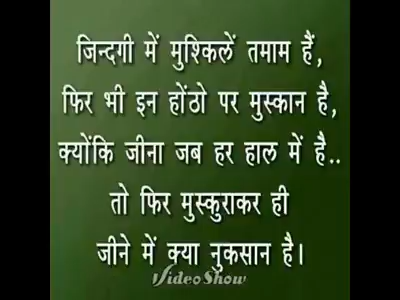 जिन्दगी में मुश्किलें तमाम हैं,
फिर भी इन होंठो पर मुस्कान है,
क्योंकि जीना जब हर हाल में है..
तो फिर मुस्कुराकर ही
जीने में क्या नुकसान है।
VideoShow